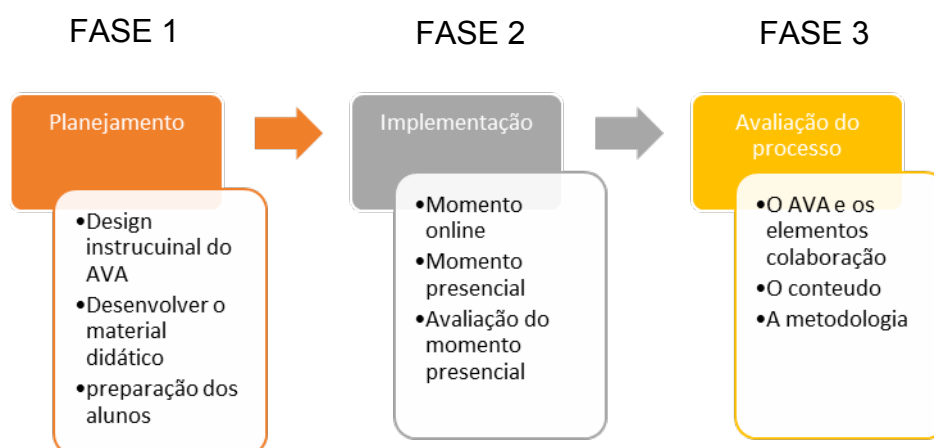 FASE 1
FASE 2
FASE 3
Planejamento
•Design
instrucuinal do
AVA
•Desenvolver o
material
didático
•preparação dos
alunos
Implementação
•Momento
online
•Momento
presencial
•Avaliação do
momento
presencial
Avaliação do
processo
•O AVA e os
elementos
colaboração
•O conteudo
•A metodologia